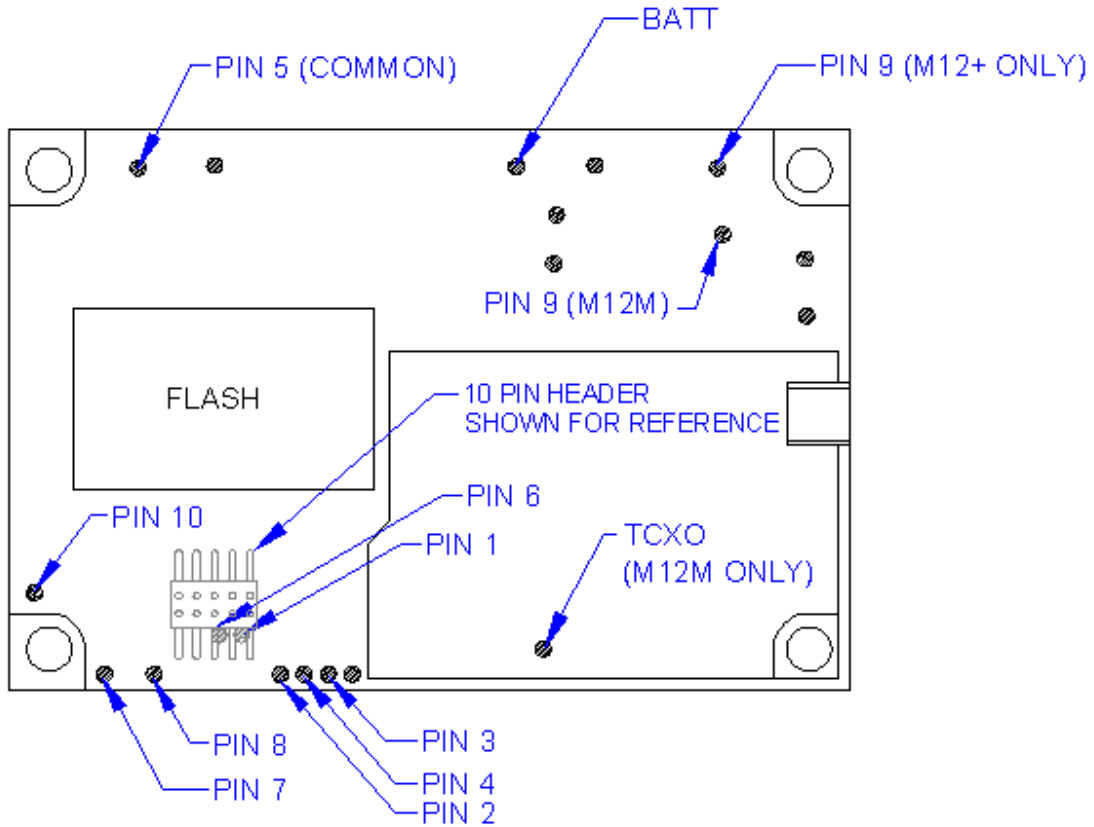 BATT
PIN 5 (COMMON)
PIN 9 (M12+ ONLY)
PIN 9 (M12M)
FLASH
10 PIN HEADER
SHOWN FOR REFERENCE
PIN 6
PIN 10
PIN 1
TCXO
(M12M ONLY)
PIN 3
PIN 8
PIN 4
PIN 7
PIN 2